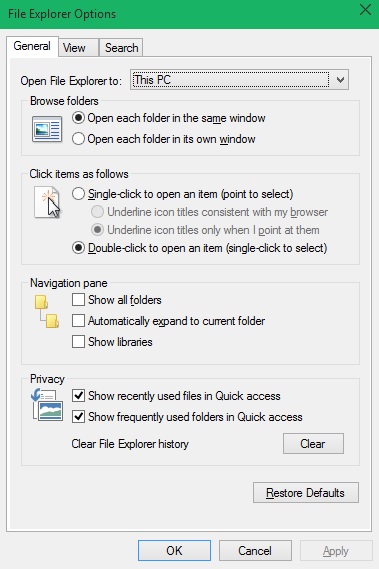 File Explorer Options
General View Search
Open File Explorer to: This PC
Browse folders
Open each folder in the same window
Open each folder in its own window
Click items as follows
Single-click to open an item (point to select)
Underline icon titles consistent with my browser
Underline icon titles only when I point at them
Double-click to open an item (single-click to select)
Navigation pane
Show all folders
Automatically expand to current folder
Show libraries
Privacy
Show recently used files in Quick access
Show frequently used folders in Quick access
Clear File Explorer history Clear
Restore Defaults
OK Cancel Apply